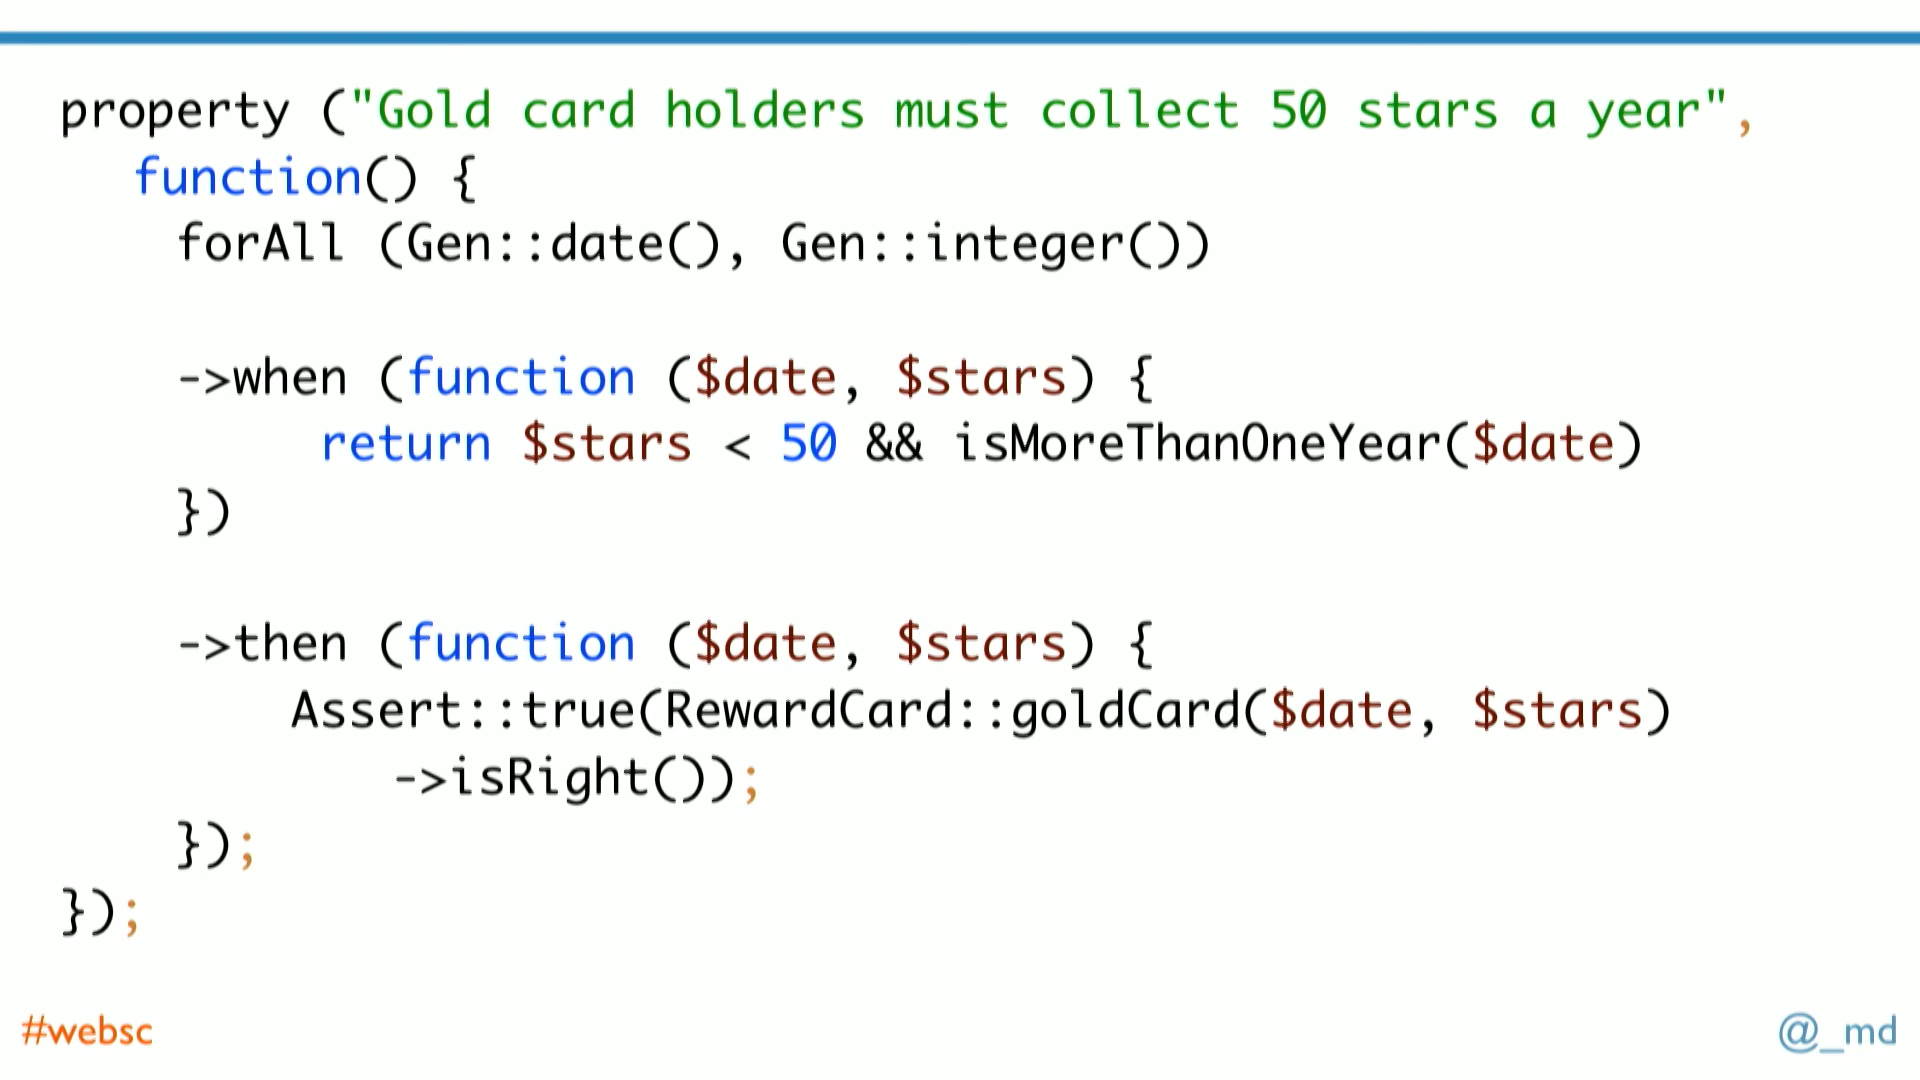 property ("Gold card holders must collect 50 stars a year",
function() {
forAll (Gen::date(), Gen::integer())
->when (function ($date, $stars) {
return $stars < 50 && isMoreThanOneYear($date)
})
->then (function ($date, $stars) {
Assert::true(RewardCard::goldCard($date, $stars)
->isRight());
});
});
#websc
@_md